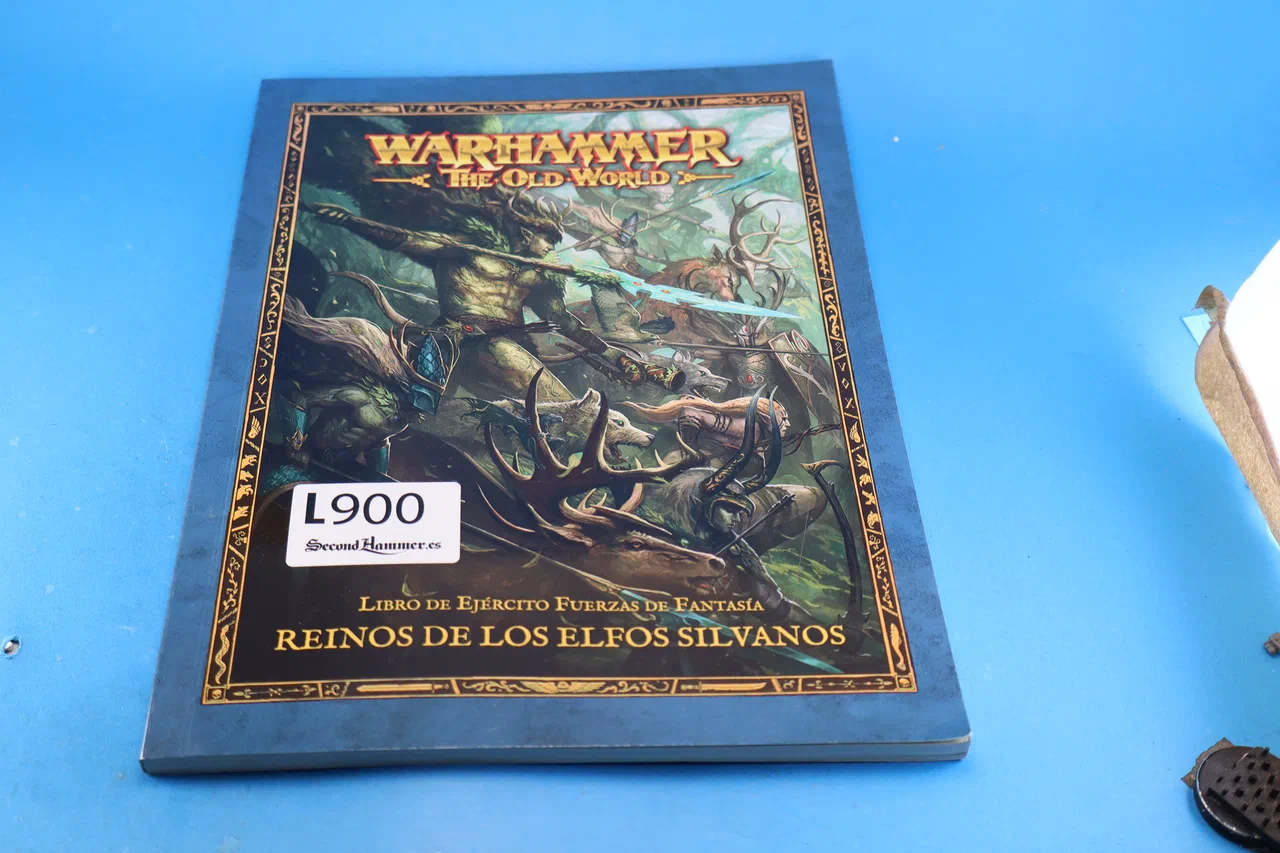 WARHAMMER
THE OLD WORLD
L900
SecondHammer.es
LIBRO DE EJÉRCITO FUERZAS DE FANTASÍA
REINOS DE LOS ELFOS SILVANOS